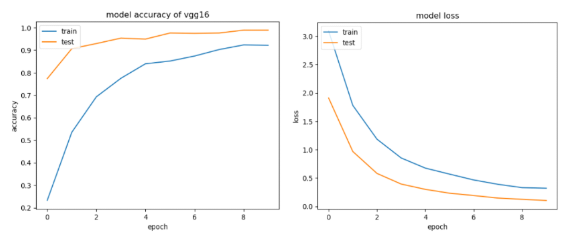 model accuracy of vgg16
train
test
1.0
0.9
0.8
0.7
0.6
0.5
0.4
0.3
0.2
accuracy
0 2 4 6 8
epoch
model loss
train
test
3.0
2.5
2.0
1.5
1.0
0.5
0.0
loss
0 2 4 6 8
epoch